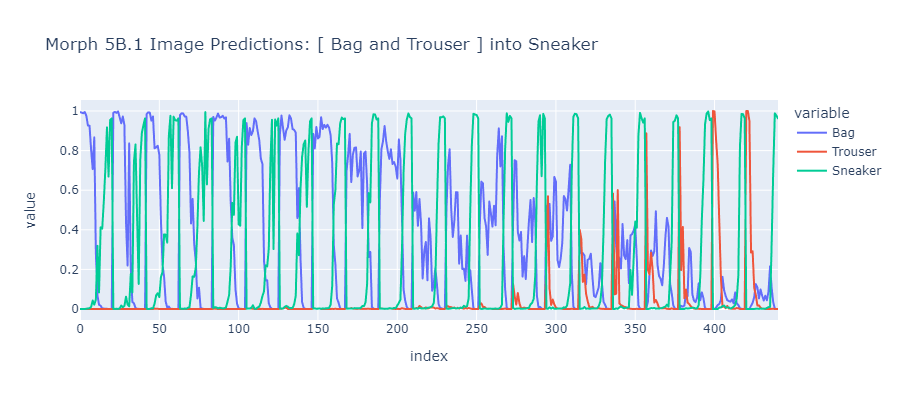 Morph 5B.1 Image Predictions: [ Bag and Trouser ] into Sneaker
variable
Bag
Trouser
Sneaker
value
1
0.8
0.6
0.4
0.2
0
0 50 100 150 200 250 300 350 400
index